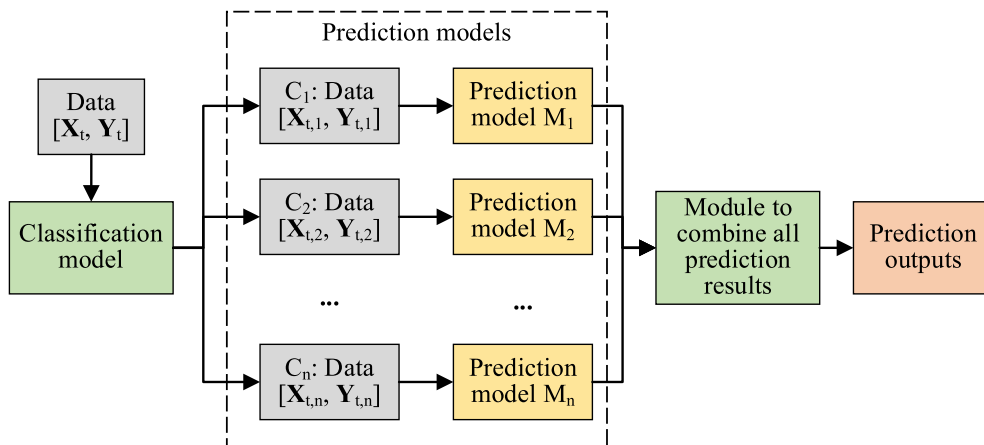 Prediction models
Data
[Xₜ, Yₜ]
Classification
model
C₁: Data
[Xₜ,₁, Yₜ,₁]
Prediction
model M₁
C₂: Data
[Xₜ,₂, Yₜ,₂]
Prediction
model M₂
...
...
Cₙ: Data
[Xₜ,ₙ, Yₜ,ₙ]
Prediction
model Mₙ
Module to
combine all
prediction
results
Prediction
outputs